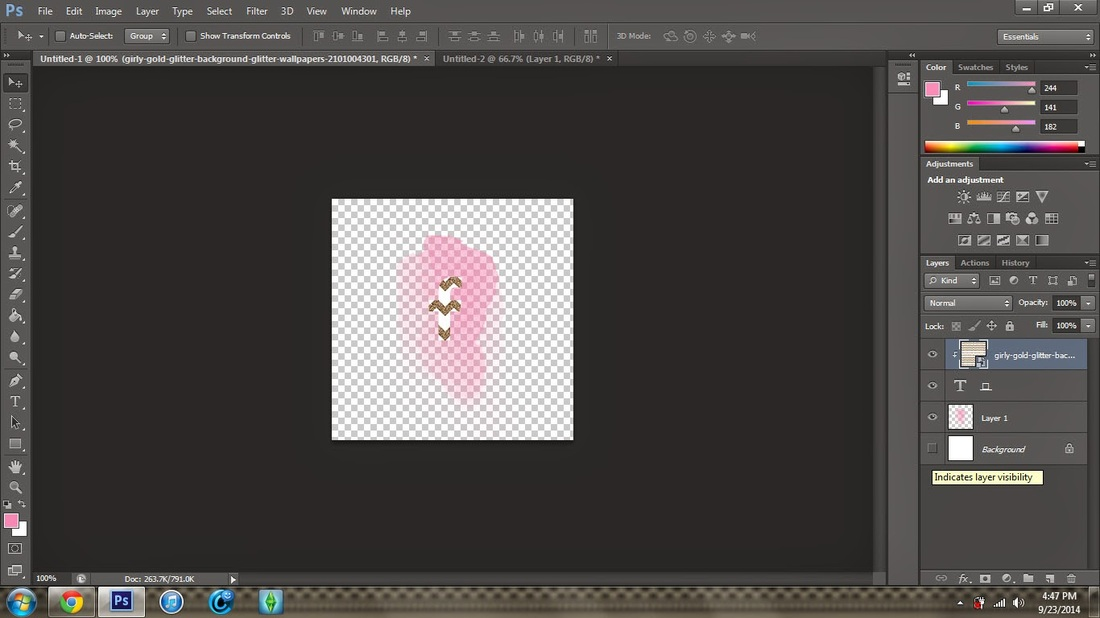 Ps File Edit Image Layer Type Select Filter 3D View Window Help
Auto-Select: Group Show Transform Controls 3D Mode: Essentials
Untitled-1 @ 100% (girly-gold-glitter-background-glitter-wallpapers-2101004301, RGB/8) * × Untitled-2 @ 66.7% (Layer 1, RGB/8) * ×
Color Swatches Styles
R 244
G 141
B 182
Adjustments
Add an adjustment
Layers Actions History
Kind
Normal Opacity: 100%
Lock: Fill: 100%
f
girly-gold-glitter-bac...
T
Layer 1
Background
Indicates layer visibility
100% Doc: 263.7K/791.0K
fx.
Ps
4:47 PM
9/23/2014